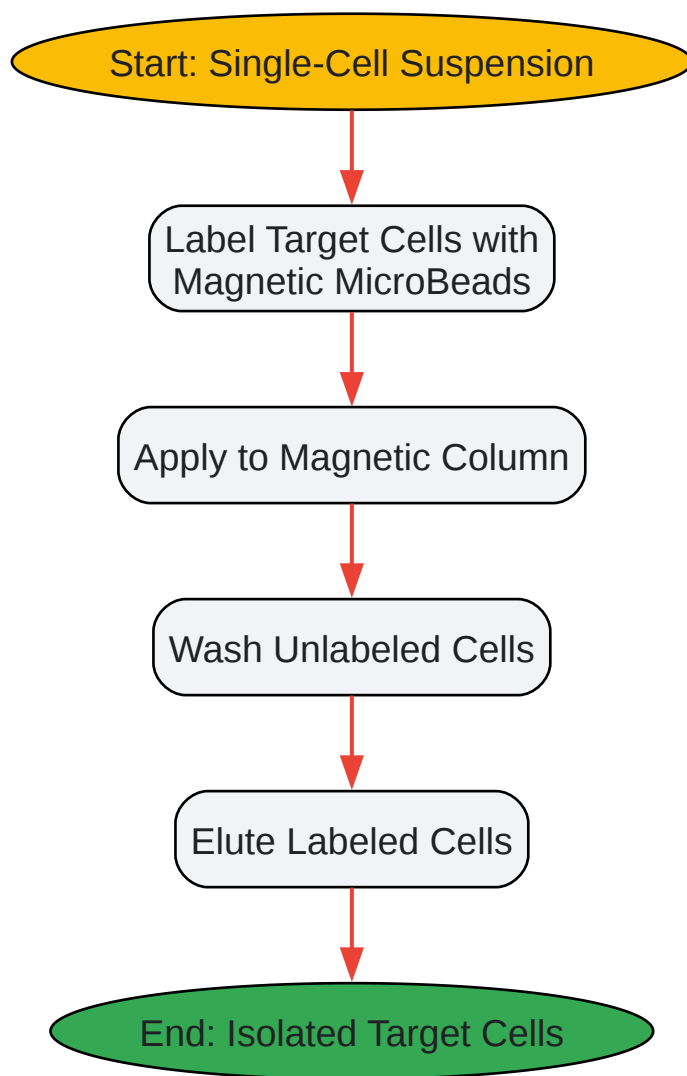 Start: Single-Cell Suspension
Label Target Cells with
Magnetic MicroBeads
Apply to Magnetic Column
Wash Unlabeled Cells
Elute Labeled Cells
End: Isolated Target Cells